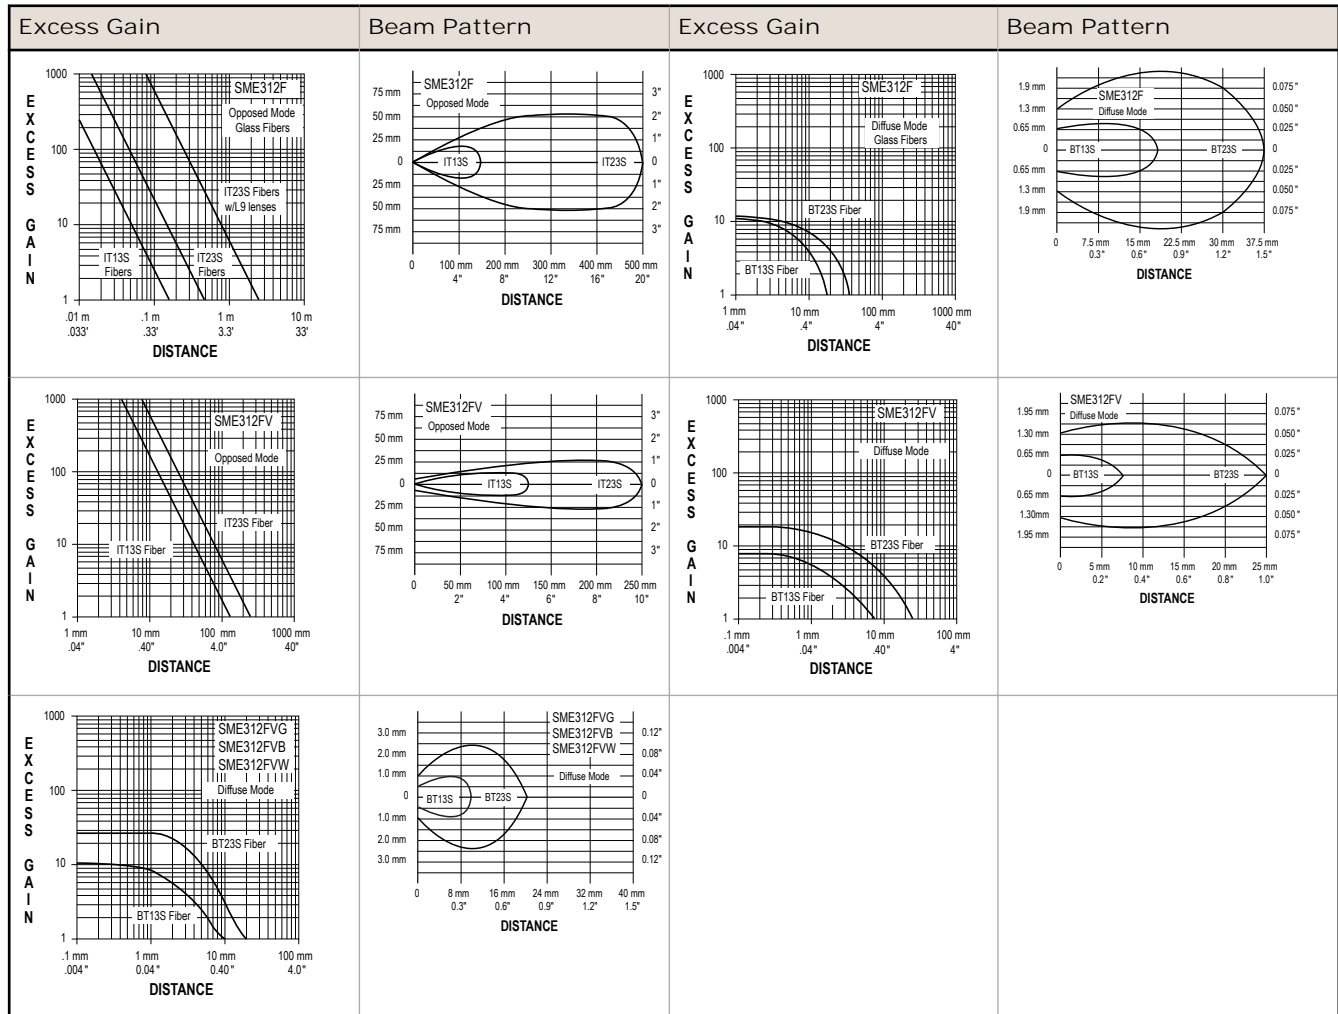 Excess Gain
Beam Pattern
Excess Gain
Beam Pattern
EXCESS GAIN
1000
100
10
1
SME312F
Opposed Mode
Glass Fibers
IT23S Fibers
w/L9 lenses
IT13S
Fibers
IT23S
Fibers
.01 m .1 m 1 m 10 m
.033' .33' 3.3' 33'
DISTANCE
SME312F
Opposed Mode
75 mm 3"
50 mm 2"
25 mm 1"
0 IT13S IT23S 0
25 mm 1"
50 mm 2"
75 mm 3"
0 100 mm 200 mm 300 mm 400 mm 500 mm
4" 8" 12" 16" 20"
DISTANCE
EXCESS GAIN
1000
100
10
1
SME312F
Diffuse Mode
Glass Fibers
BT23S Fiber
BT13S Fiber
1 mm 10 mm 100 mm 1000 mm
.04" .4" 4" 40"
DISTANCE
1.9 mm 0.075"
SME312F
1.3 mm 0.050"
Diffuse Mode
0.65 mm 0.025"
0 BT13S BT23S 0
0.65 mm 0.025"
1.3 mm 0.050"
1.9 mm 0.075"
0 7.5 mm 15 mm 22.5 mm 30 mm 37.5 mm
0.3" 0.6" 0.9" 1.2" 1.5"
DISTANCE
EXCESS GAIN
1000
100
10
1
SME312FV
Opposed Mode
IT23S Fiber
IT13S Fiber
1 mm 10 mm 100 mm 1000 mm
.04" .40" 4.0" 40"
DISTANCE
SME312FV
75 mm 3"
Opposed Mode
50 mm 2"
25 mm 1"
0 IT13S IT23S 0
25 mm 1"
50 mm 2"
75 mm 3"
0 50 mm 100 mm 150 mm 200 mm 250 mm
2" 4" 6" 8" 10"
DISTANCE
EXCESS GAIN
1000
100
10
1
SME312FV
Diffuse Mode
BT23S Fiber
BT13S Fiber
.1 mm 1 mm 10 mm 100 mm
.004" .04" .40" 4"
DISTANCE
SME312FV
1.95 mm 0.075"
Diffuse Mode
1.30 mm 0.050"
0.65 mm 0.025"
0 BT13S BT23S 0
0.65 mm 0.025"
1.30mm 0.050"
1.95 mm 0.075"
0 5 mm 10 mm 15 mm 20 mm 25 mm
0.2" 0.4" 0.6" 0.8" 1.0"
DISTANCE
EXCESS GAIN
1000
100
10
1
SME312FVG
SME312FVB
SME312FVW
Diffuse Mode
BT23S Fiber
BT13S Fiber
.1 mm 1 mm 10 mm 100 mm
.004" 0.04" 0.40" 4.0"
DISTANCE
SME312FVG
3.0 mm SME312FVB 0.12"
2.0 mm SME312FVW 0.08"
1.0 mm Diffuse Mode 0.04"
0 BT13S BT23S 0
1.0 mm 0.04"
2.0 mm 0.08"
3.0 mm 0.12"
0 8 mm 16 mm 24 mm 32 mm 40 mm
0.3" 0.6" 0.9" 1.2" 1.5"
DISTANCE